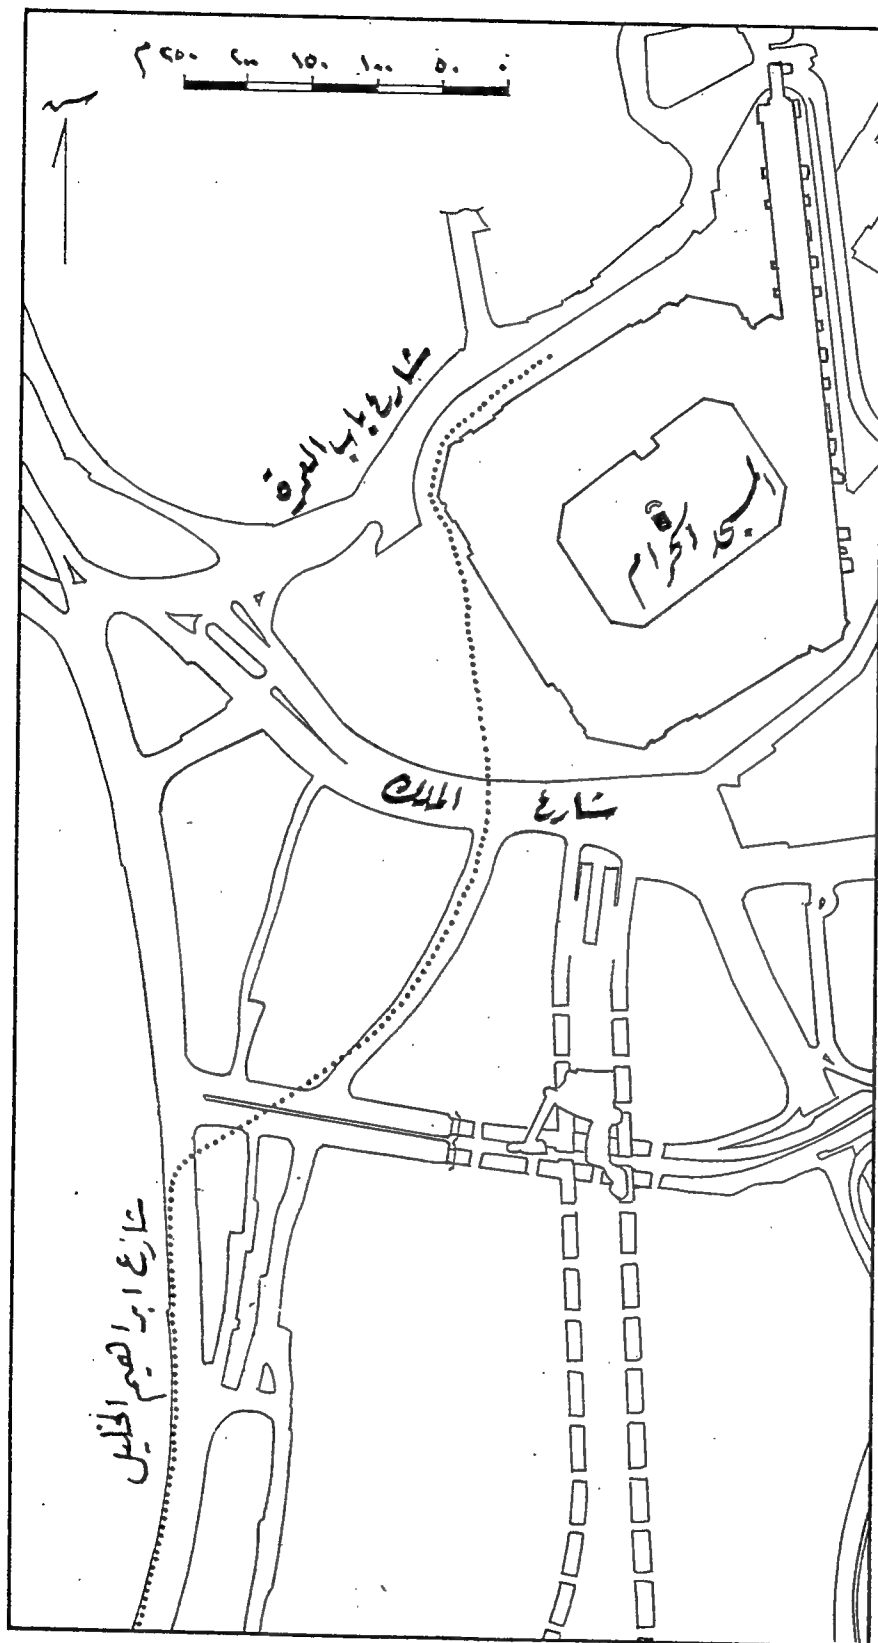 ٢٥٠ ٢٠٠ ١٥٠ ١٠٠ ٥٠ ٠ م
شارع باب العمرة
المسجد الحرام
شارع الملك
شارع ابراهيم الخليل